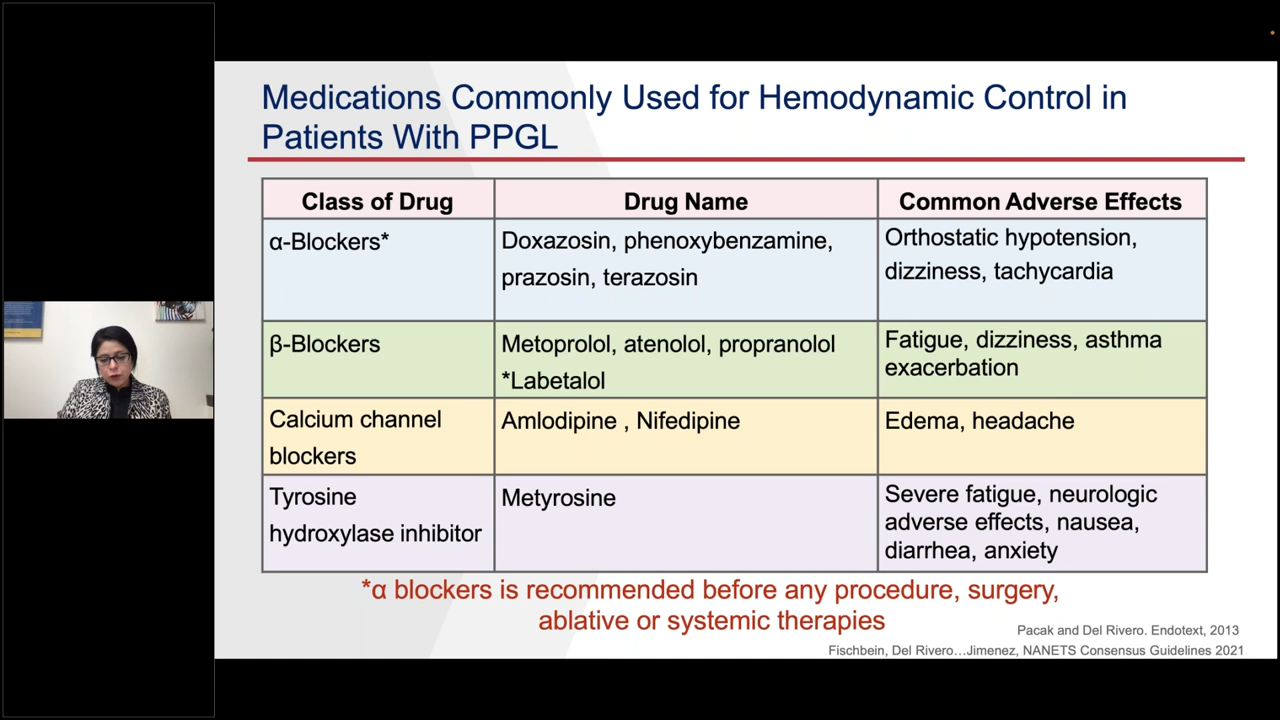 Medications Commonly Used for Hemodynamic Control in
Patients With PPGL
Class of Drug
Drug Name
Common Adverse Effects
α-Blockers*
Doxazosin, phenoxybenzamine,
prazosin, terazosin
Orthostatic hypotension,
dizziness, tachycardia
β-Blockers
Metoprolol, atenolol, propranolol
*Labetalol
Fatigue, dizziness, asthma
exacerbation
Calcium channel
blockers
Amlodipine , Nifedipine
Edema, headache
Tyrosine
hydroxylase inhibitor
Metyrosine
Severe fatigue, neurologic
adverse effects, nausea,
diarrhea, anxiety
*α blockers is recommended before any procedure, surgery,
ablative or systemic therapies
Pacak and Del Rivero. Endotext, 2013
Fischbein, Del Rivero…Jimenez, NANETS Consensus Guidelines 2021